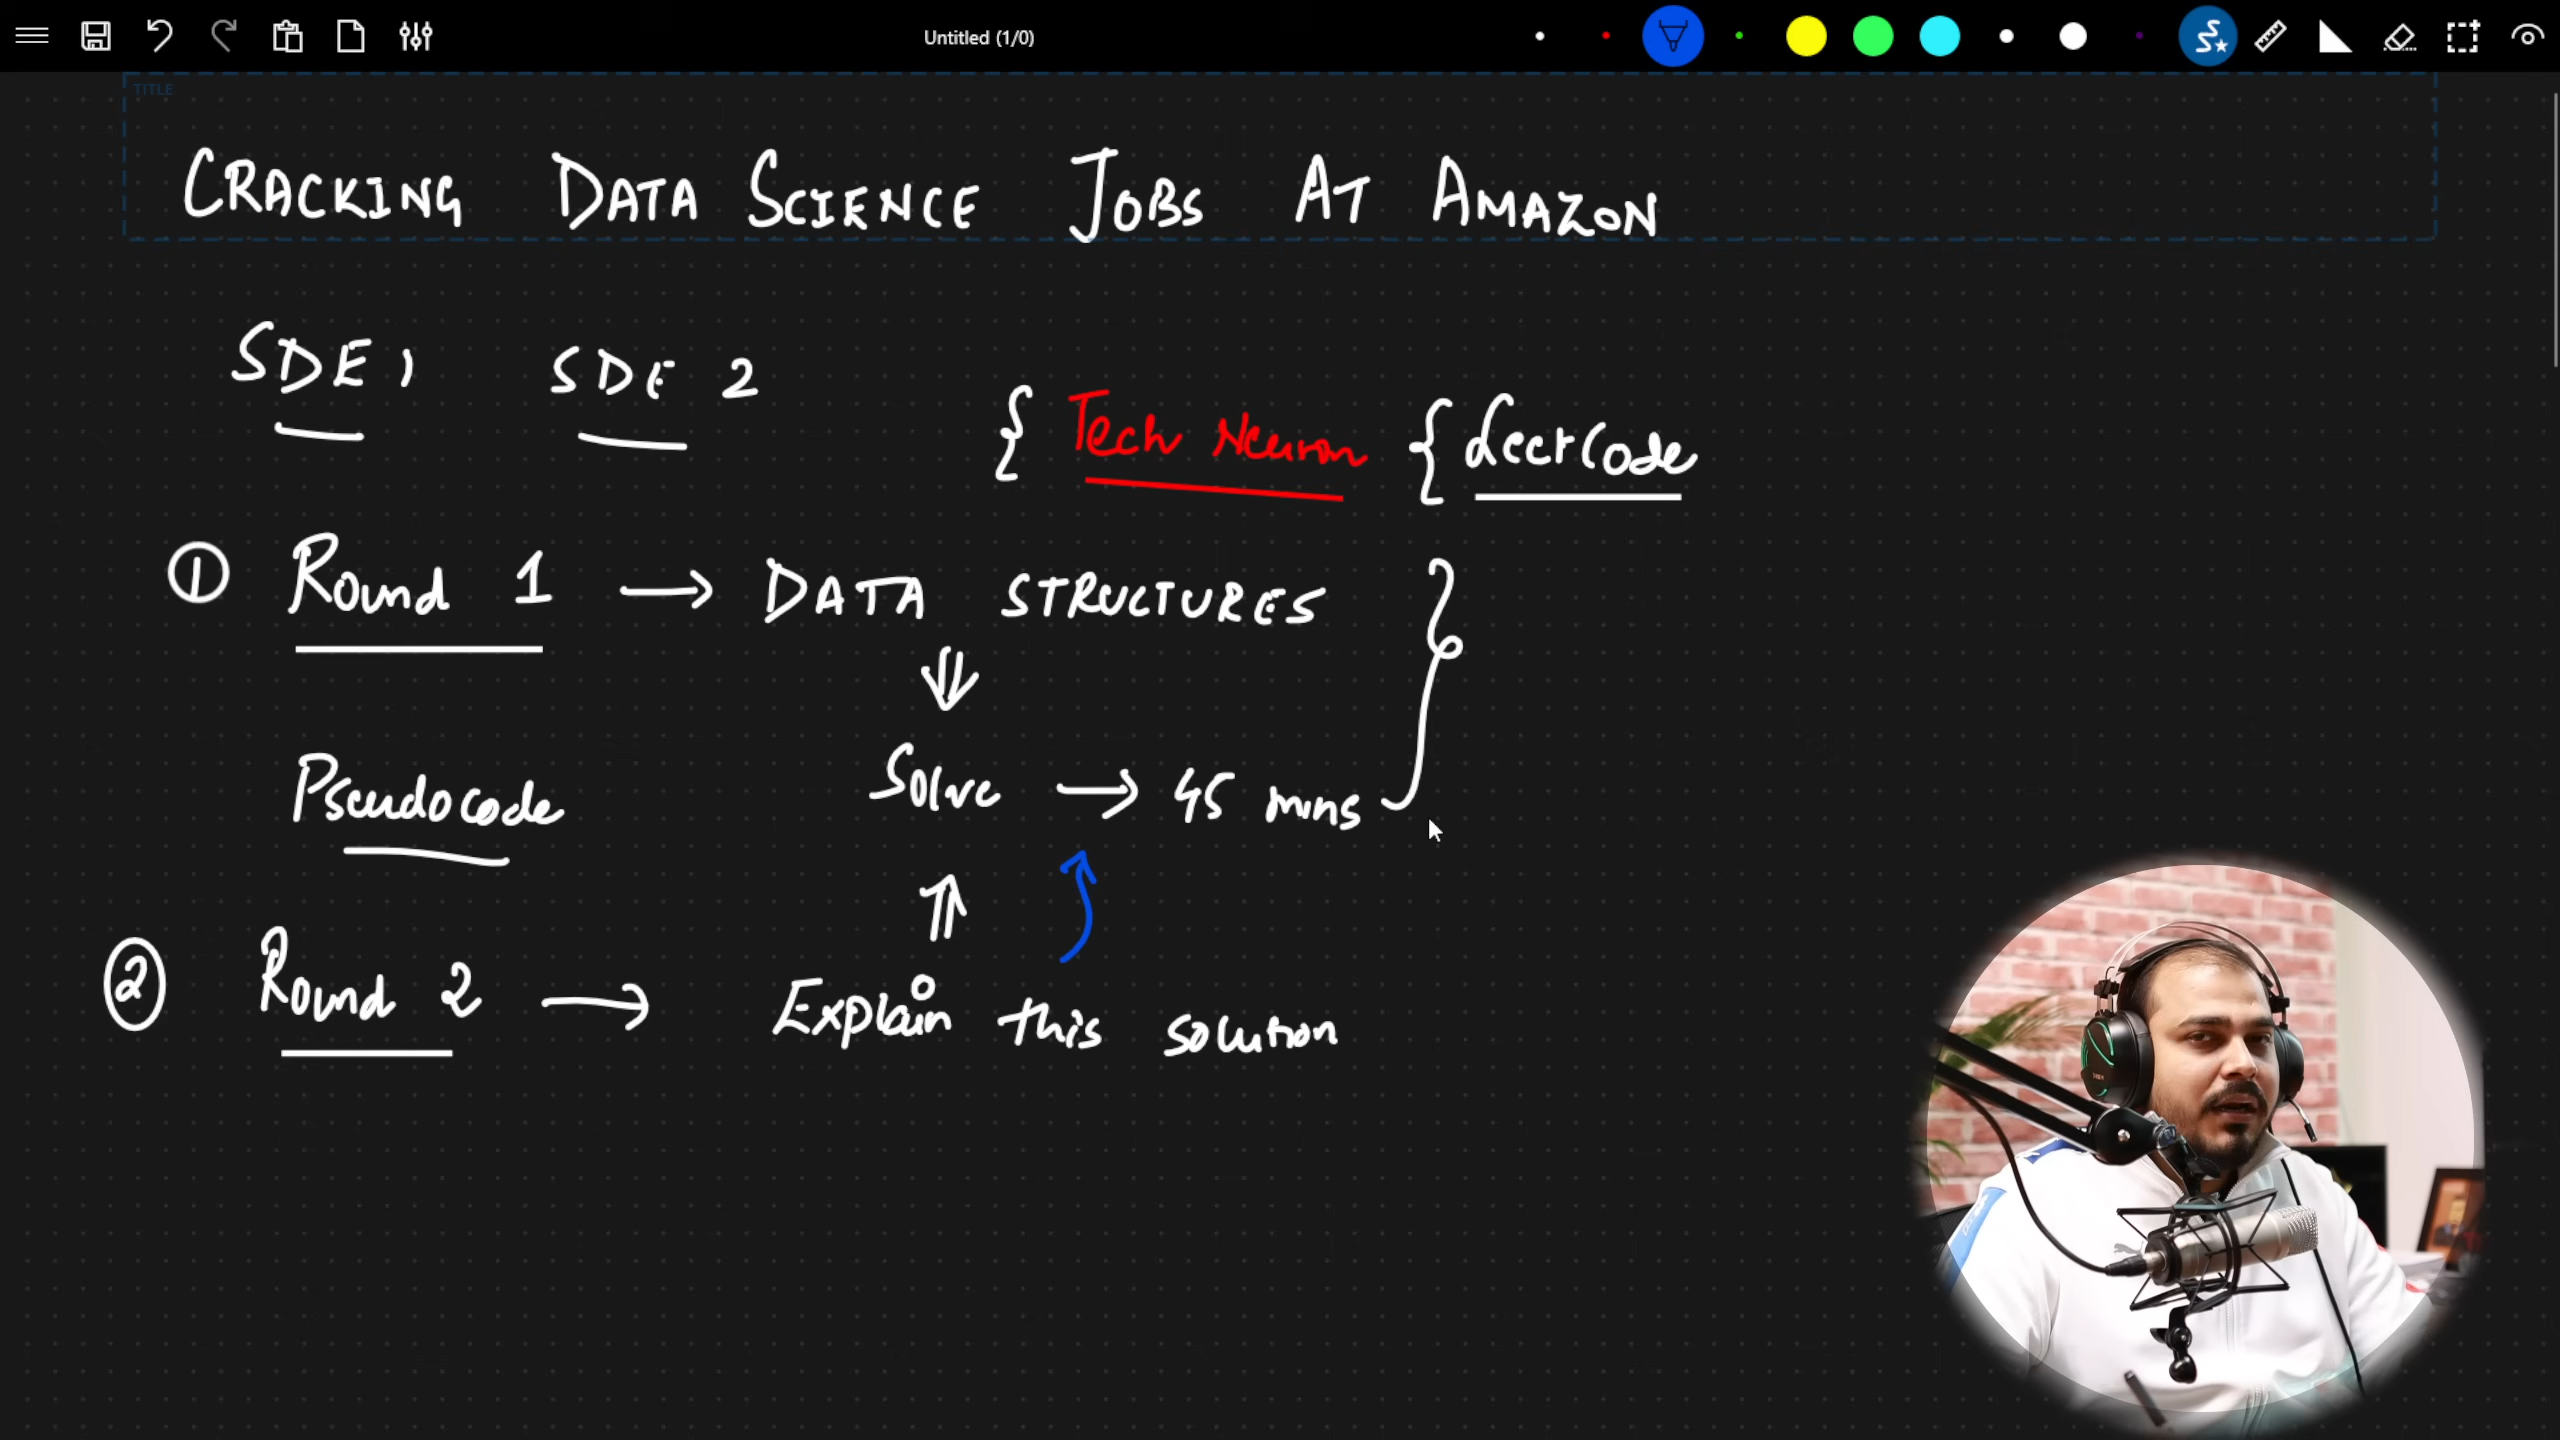 Untitled (1/0)
TITLE
CRACKING DATA SCIENCE JOBS AT AMAZON
SDE 1 SDE 2
{ Tech Neuron { LeetCode
① Round 1 → DATA STRUCTURES
Pseudocode Solve → 45 mins
② Round 2 → Explain this solution